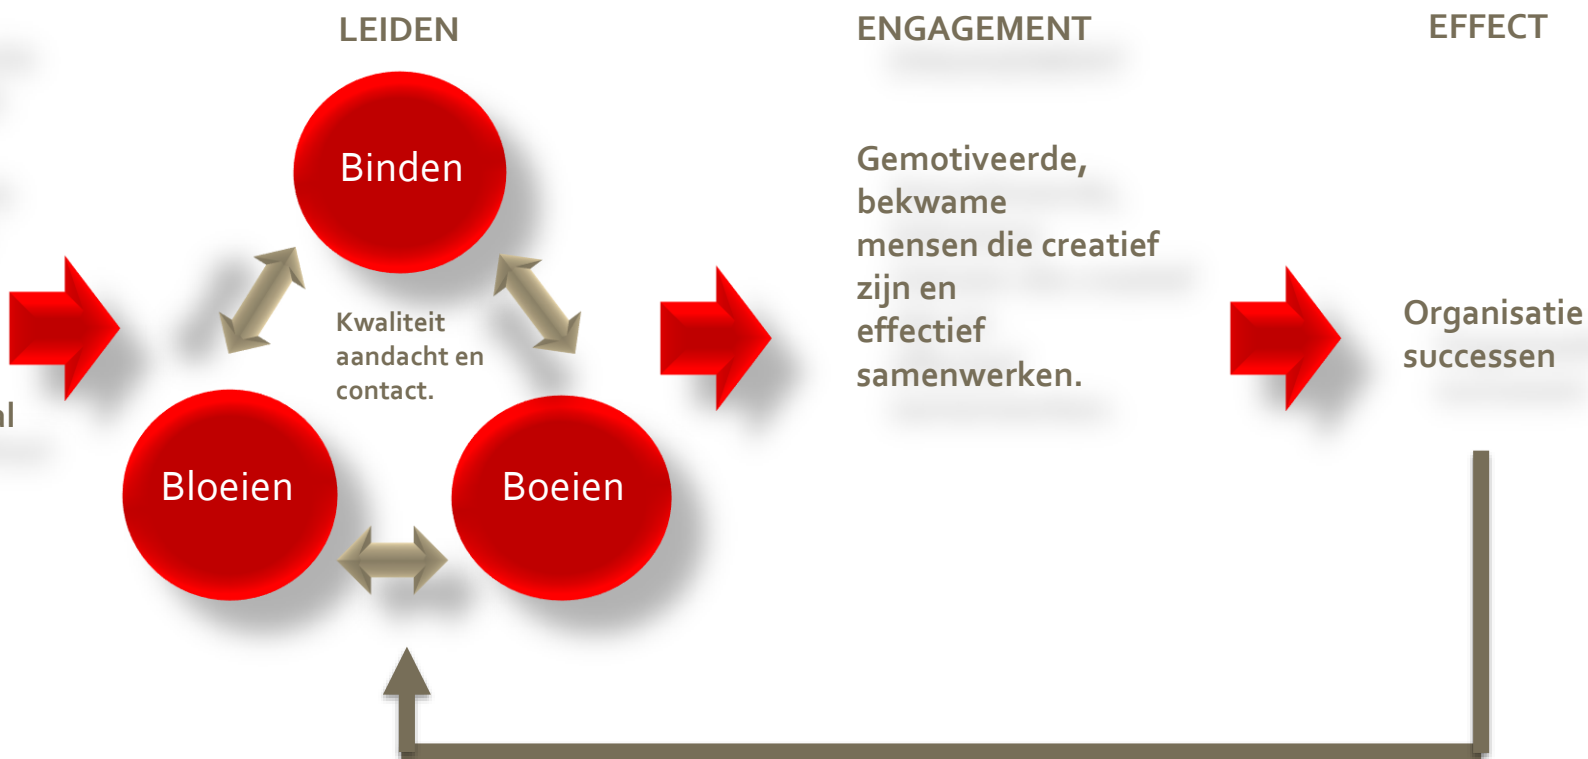 LEIDEN
ENGAGEMENT
EFFECT
Binden
Gemotiveerde,
bekwame
mensen die creatief
zijn en
effectief
samenwerken.
Kwaliteit
aandacht en
contact.
Organisatie
successen
Bloeien
Boeien